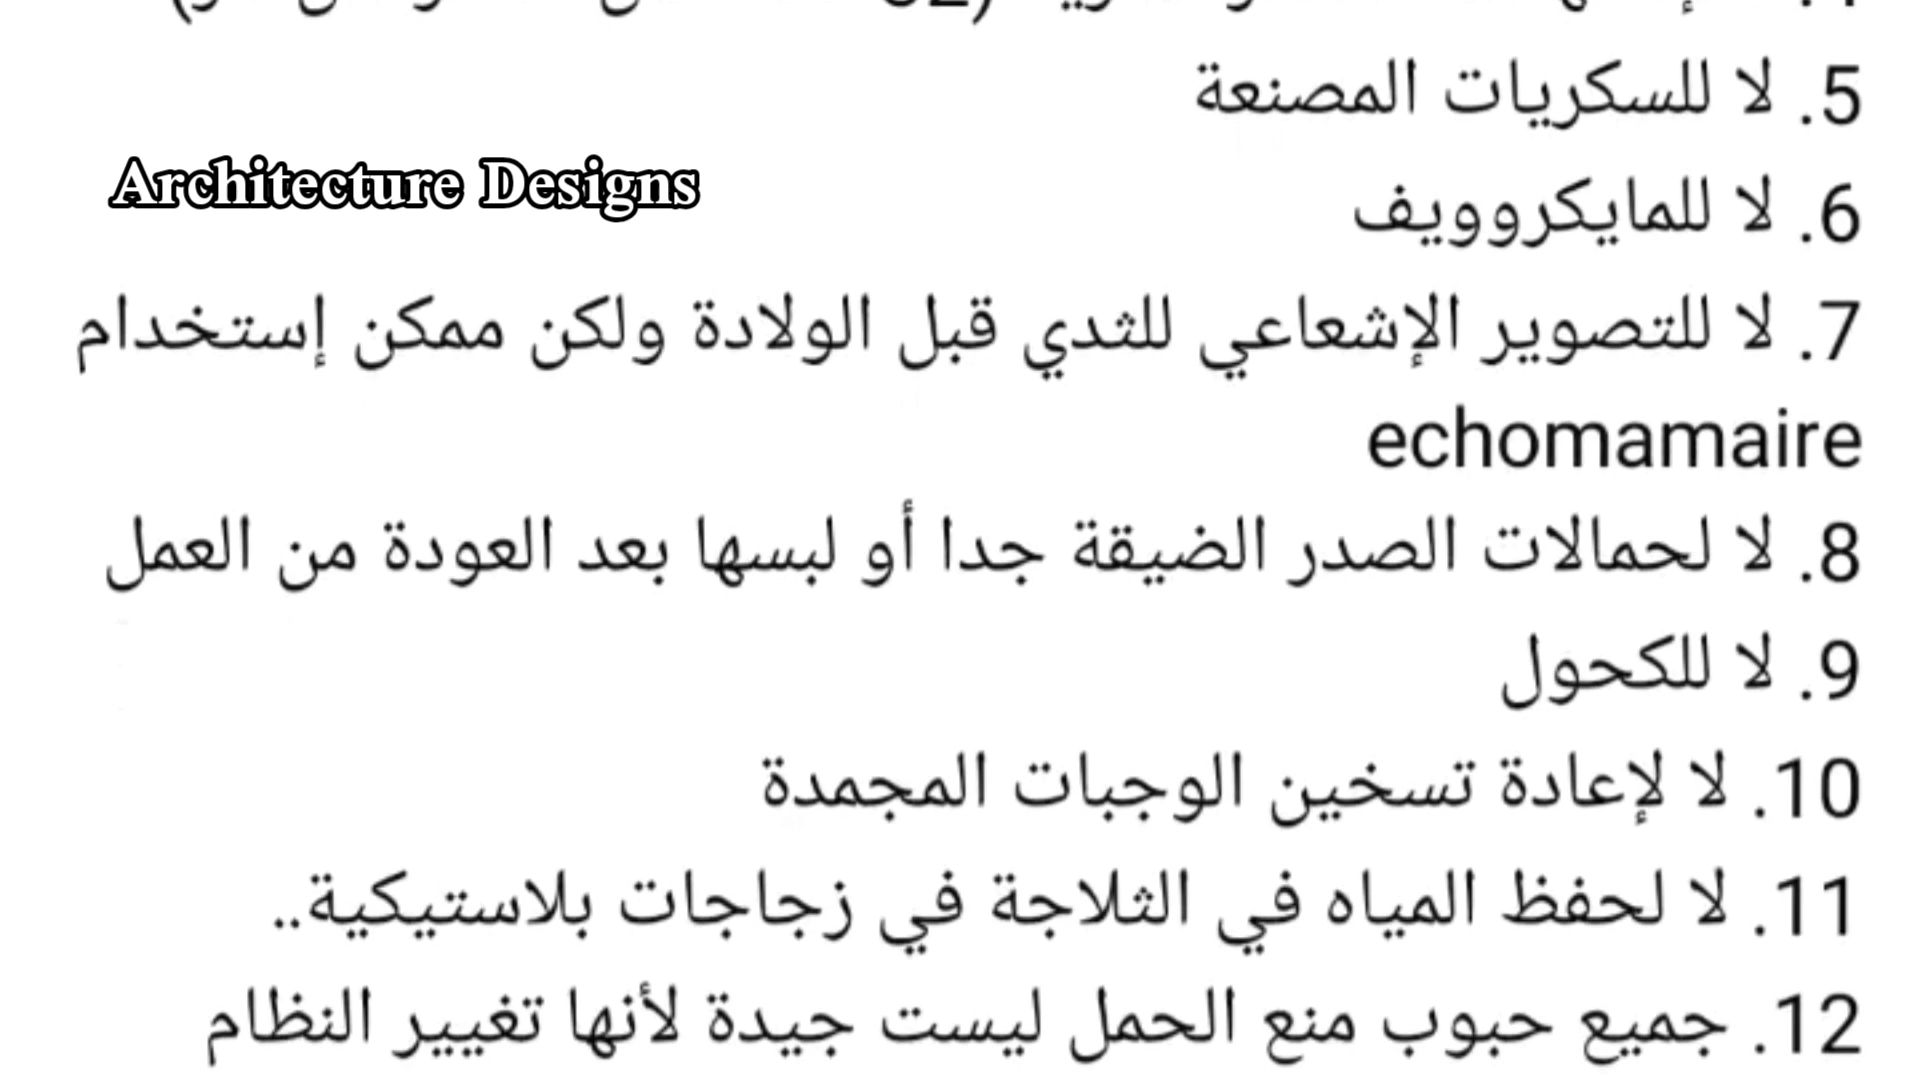 5. لا للسكريات المصنعة
Architecture Designs
6. لا للمايكروويف
7. لا للتصوير الإشعاعي للثدي قبل الولادة ولكن ممكن إستخدام
echomamaire
8. لا لحمالات الصدر الضيقة جدا أو لبسها بعد العودة من العمل
9. لا للكحول
10. لا لإعادة تسخين الوجبات المجمدة
11. لا لحفظ المياه في الثلاجة في زجاجات بلاستيكية..
12. جميع حبوب منع الحمل ليست جيدة لأنها تغيير النظام